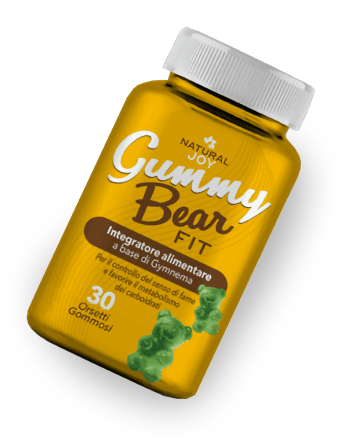 NATURAL
JOY
Gummy
Bear
FIT
Integratore alimentare
a base di Gymnema
Per il controllo del senso di fame
e favorire il metabolismo
dei carboidrati
30
Orsetti
Gommosi